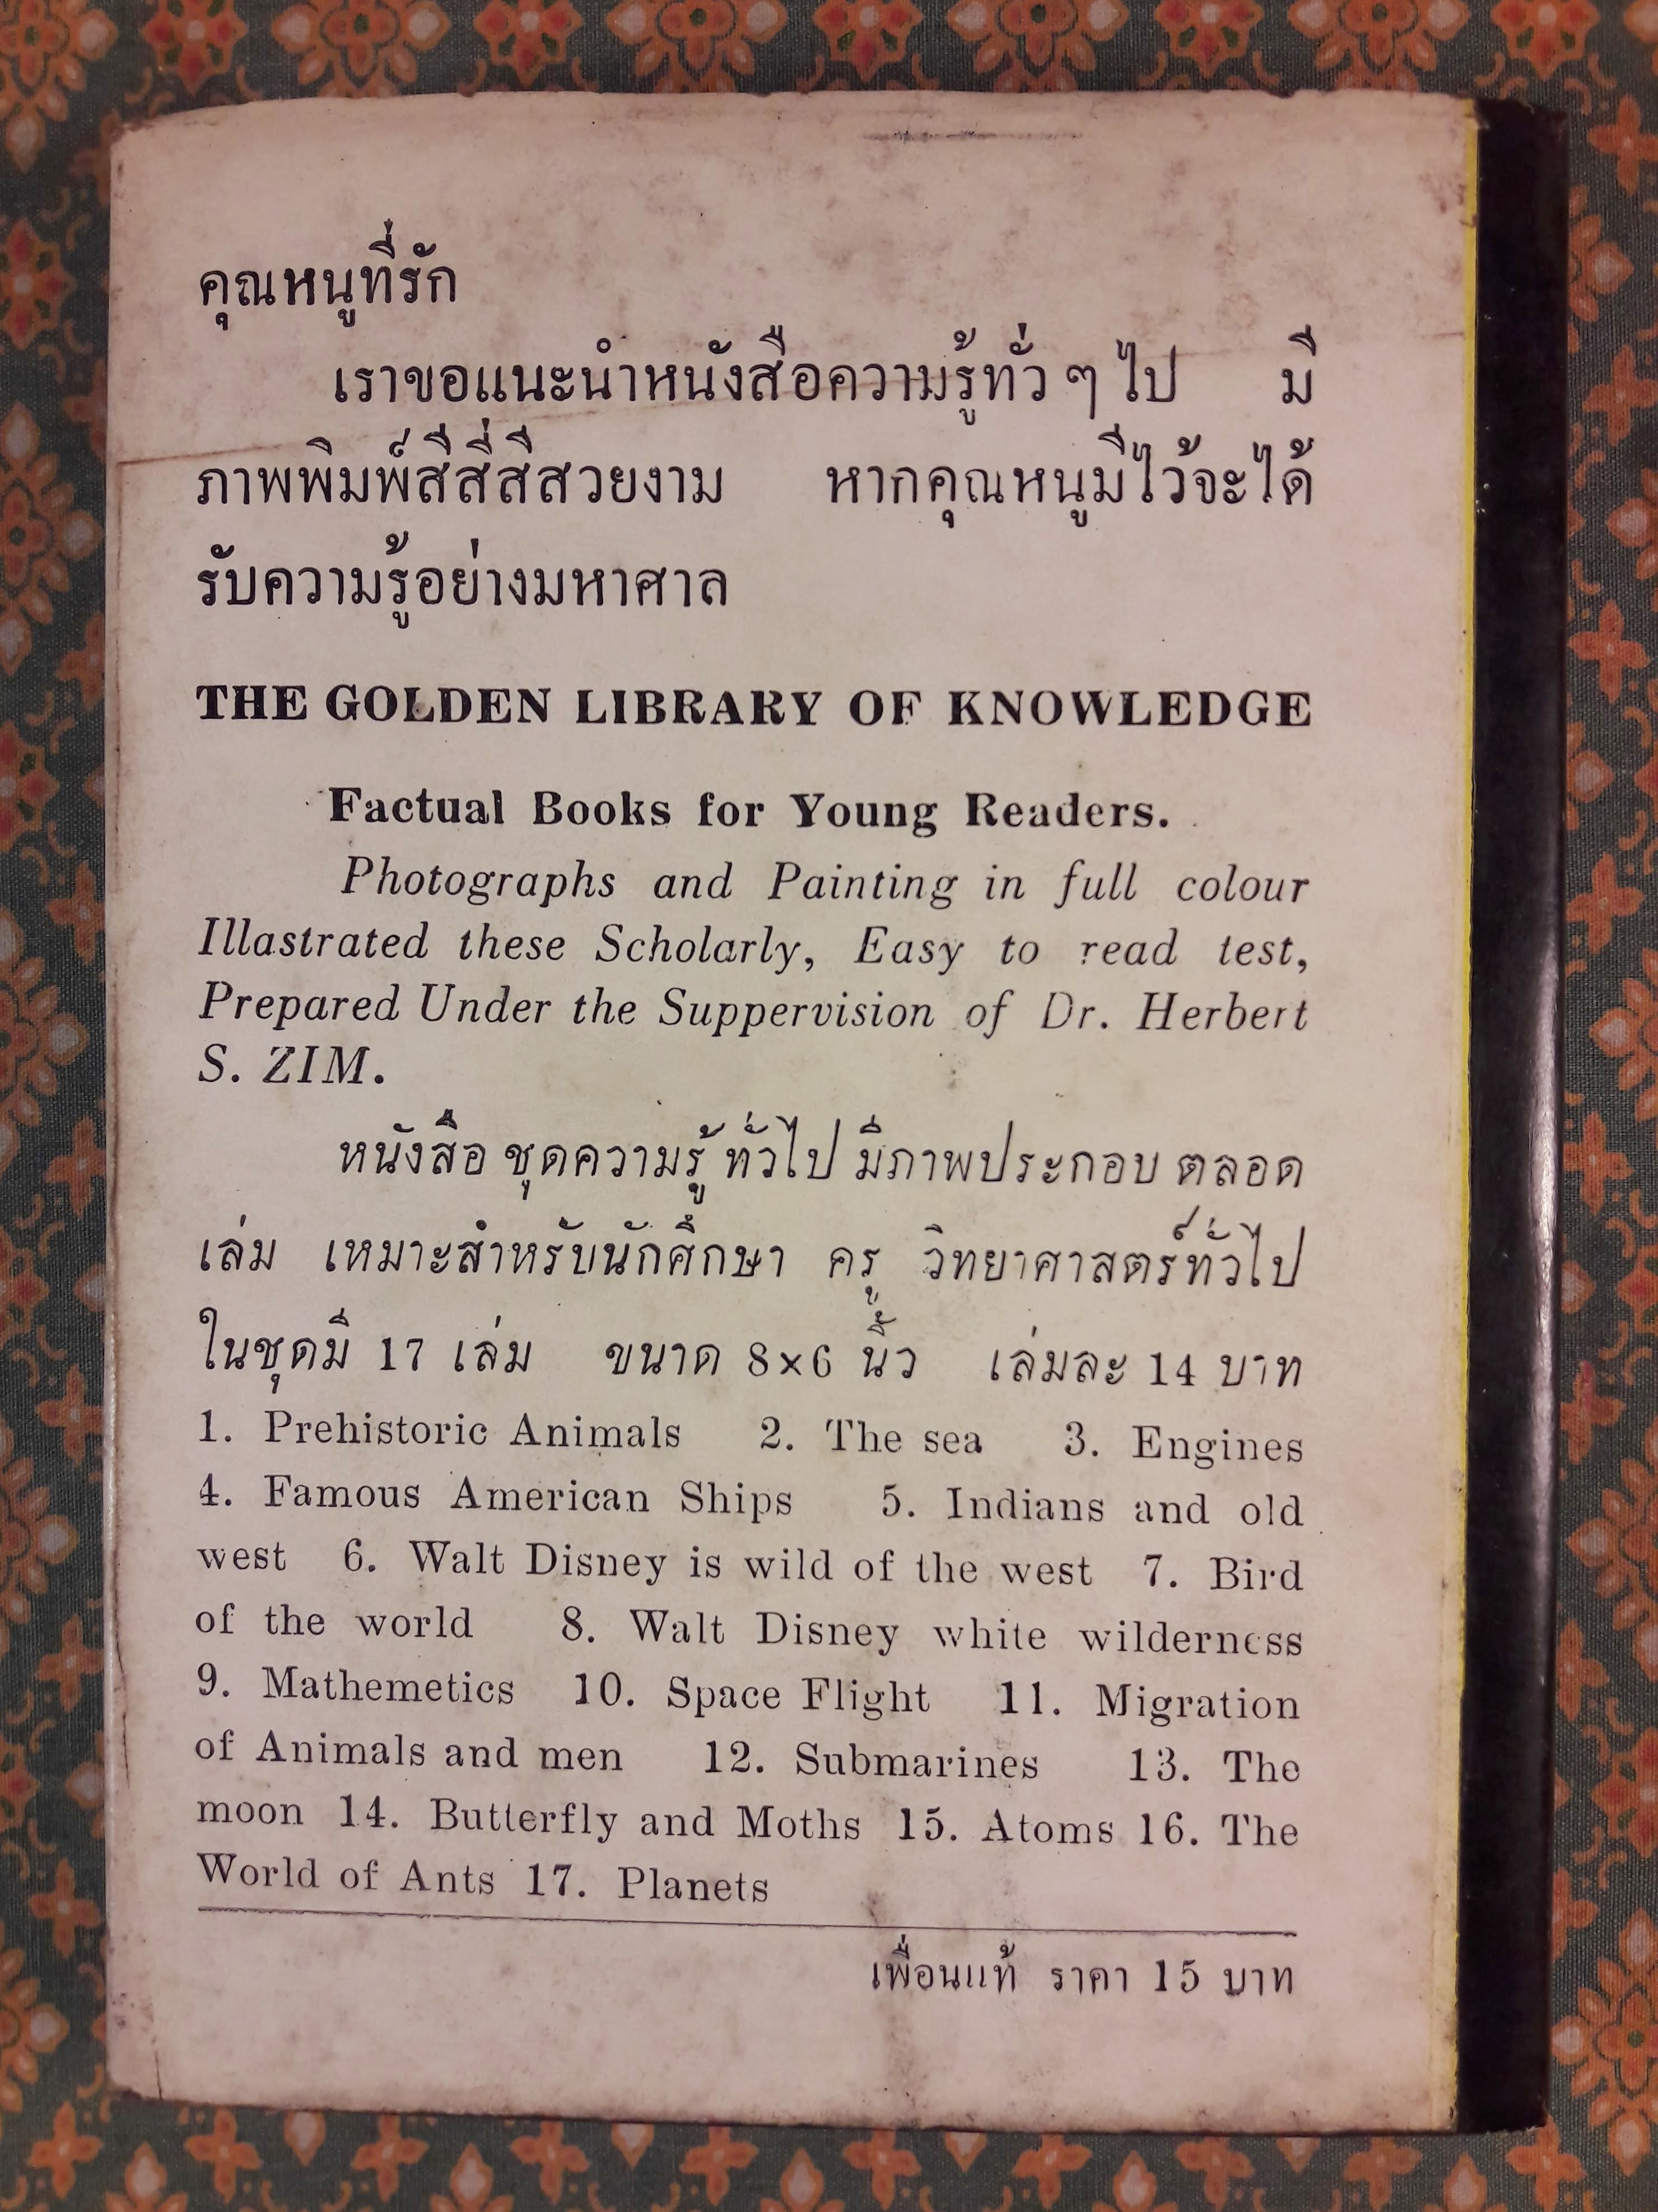 คุณหนูที่รัก
เราขอแนะนำหนังสือความรู้ทั่ว ๆ ไป มี
ภาพพิมพ์สีสี่สีสวยงาม หากคุณหนูมีไว้จะได้
รับความรู้อย่างมหาศาล
THE GOLDEN LIBRARY OF KNOWLEDGE
Factual Books for Young Readers.
Photographs and Painting in full colour
Illastrated these Scholarly, Easy to read test,
Prepared Under the Suppervision of Dr. Herbert
S. ZIM.
หนังสือ ชุดความรู้ ทั่วไป มีภาพประกอบ ตลอด
เล่ม เหมาะสำหรับนักศึกษา ครู วิทยาศาสตร์ทั่วไป
ในชุดมี 17 เล่ม ขนาด 8×6 นิ้ว เล่มละ 14 บาท
1. Prehistoric Animals 2. The sea 3. Engines
4. Famous American Ships 5. Indians and old
west 6. Walt Disney is wild of the west 7. Bird
of the world 8. Walt Disney white wilderness
9. Mathemetics 10. Space Flight 11. Migration
of Animals and men 12. Submarines 13. The
moon 14. Butterfly and Moths 15. Atoms 16. The
World of Ants 17. Planets
เพื่อนแท้ ราคา 15 บาท